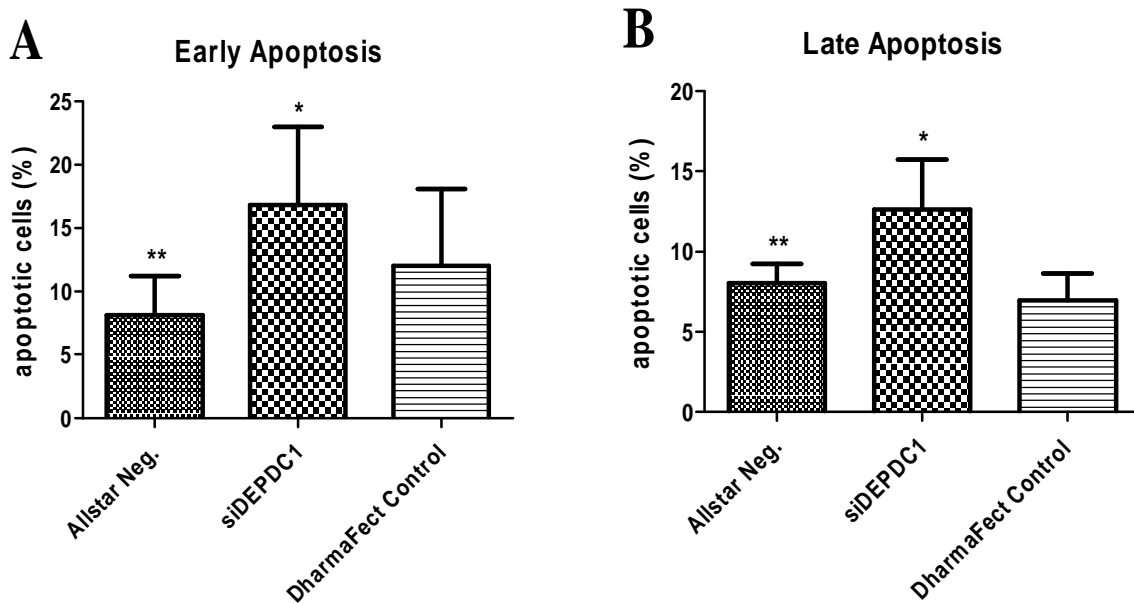 A
Early Apoptosis
apoptotic cells (%)
25
20
15
10
5
0
**
*
Allstar Neg.
siDEPDC1
DharmaFect Control
B
Late Apoptosis
apoptotic cells (%)
20
15
10
5
0
**
*
Allstar Neg.
siDEPDC1
DharmaFect Control